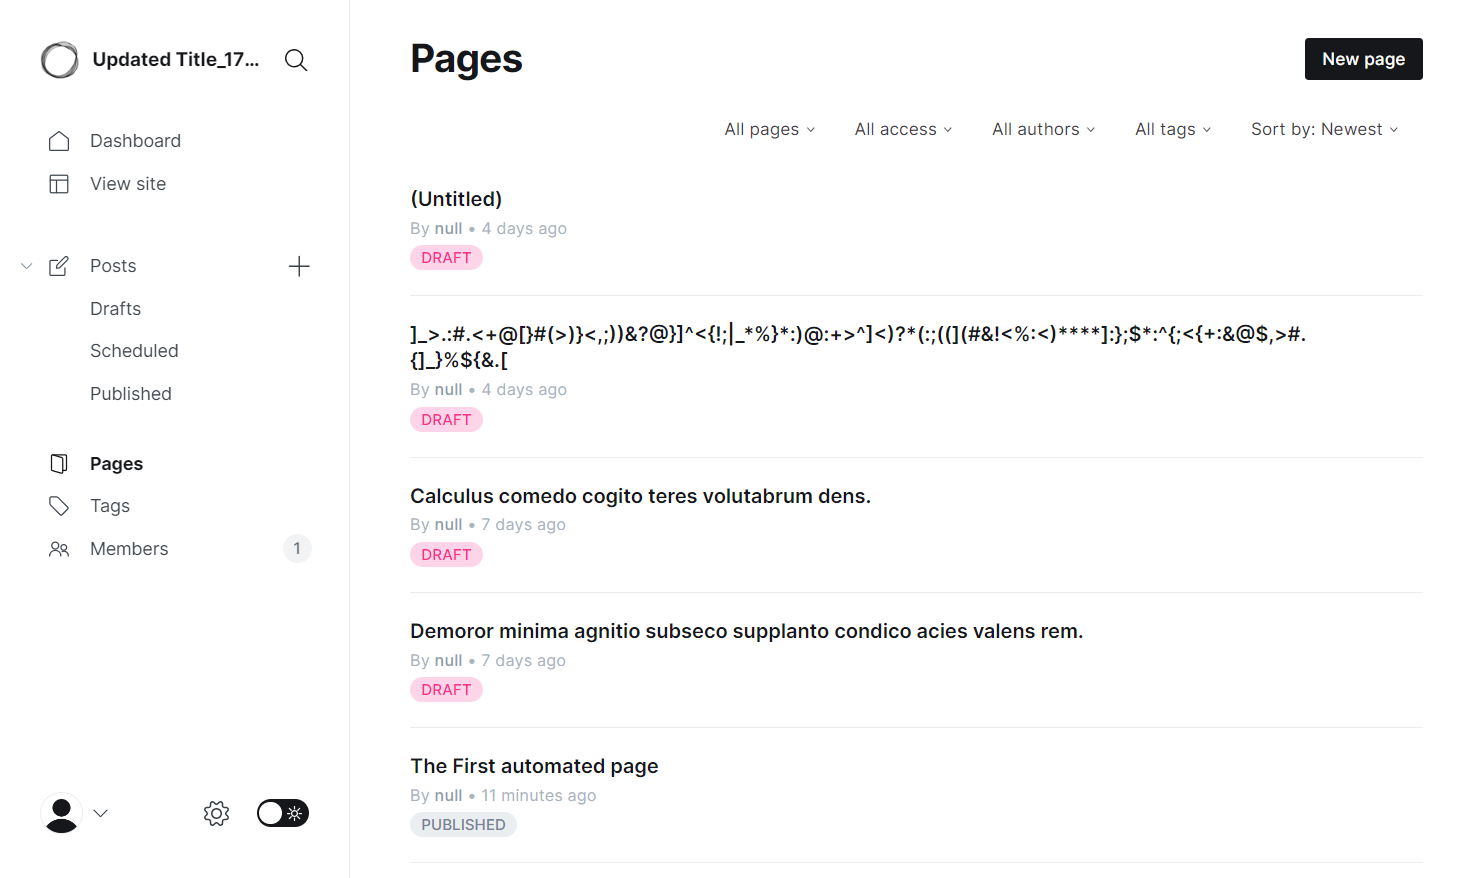 Updated Title_17...
Dashboard
View site
Posts
Drafts
Scheduled
Published
Pages
Tags
Members
1
Pages
New page
All pages
All access
All authors
All tags
Sort by: Newest
(Untitled)
By null • 4 days ago
DRAFT
]_>.:#.<+@[}#(>)}<,;))&?@}]^<{!;|_*%}*:)@:+>^]<)?*(:;((](#&!<%:<)****]:};$*:^{;<{+:&@$,>#.
{]_}%${&.[
By null • 4 days ago
DRAFT
Calculus comedo cogito teres volutabrum dens.
By null • 7 days ago
DRAFT
Demoror minima agnitio subseco supplanto condico acies valens rem.
By null • 7 days ago
DRAFT
The First automated page
By null • 11 minutes ago
PUBLISHED